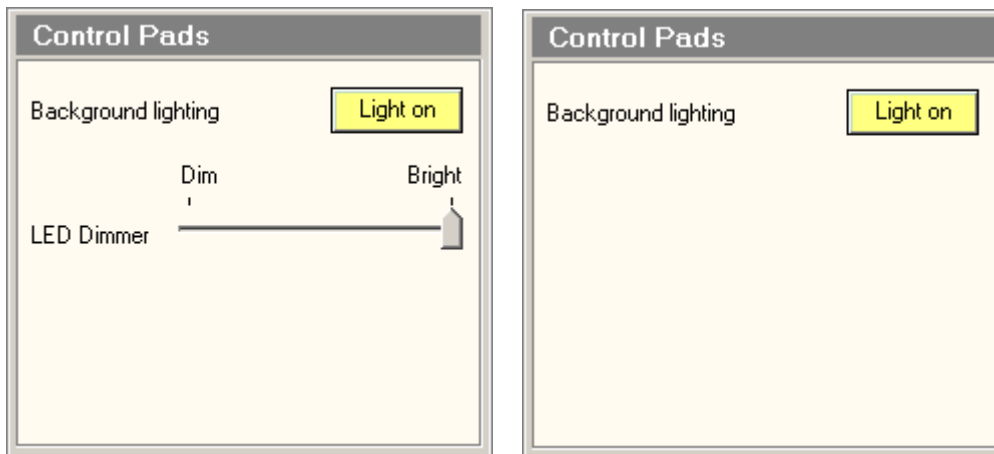 Control Pads
Background lighting Light on
Dim Bright
LED Dimmer
Control Pads
Background lighting Light on